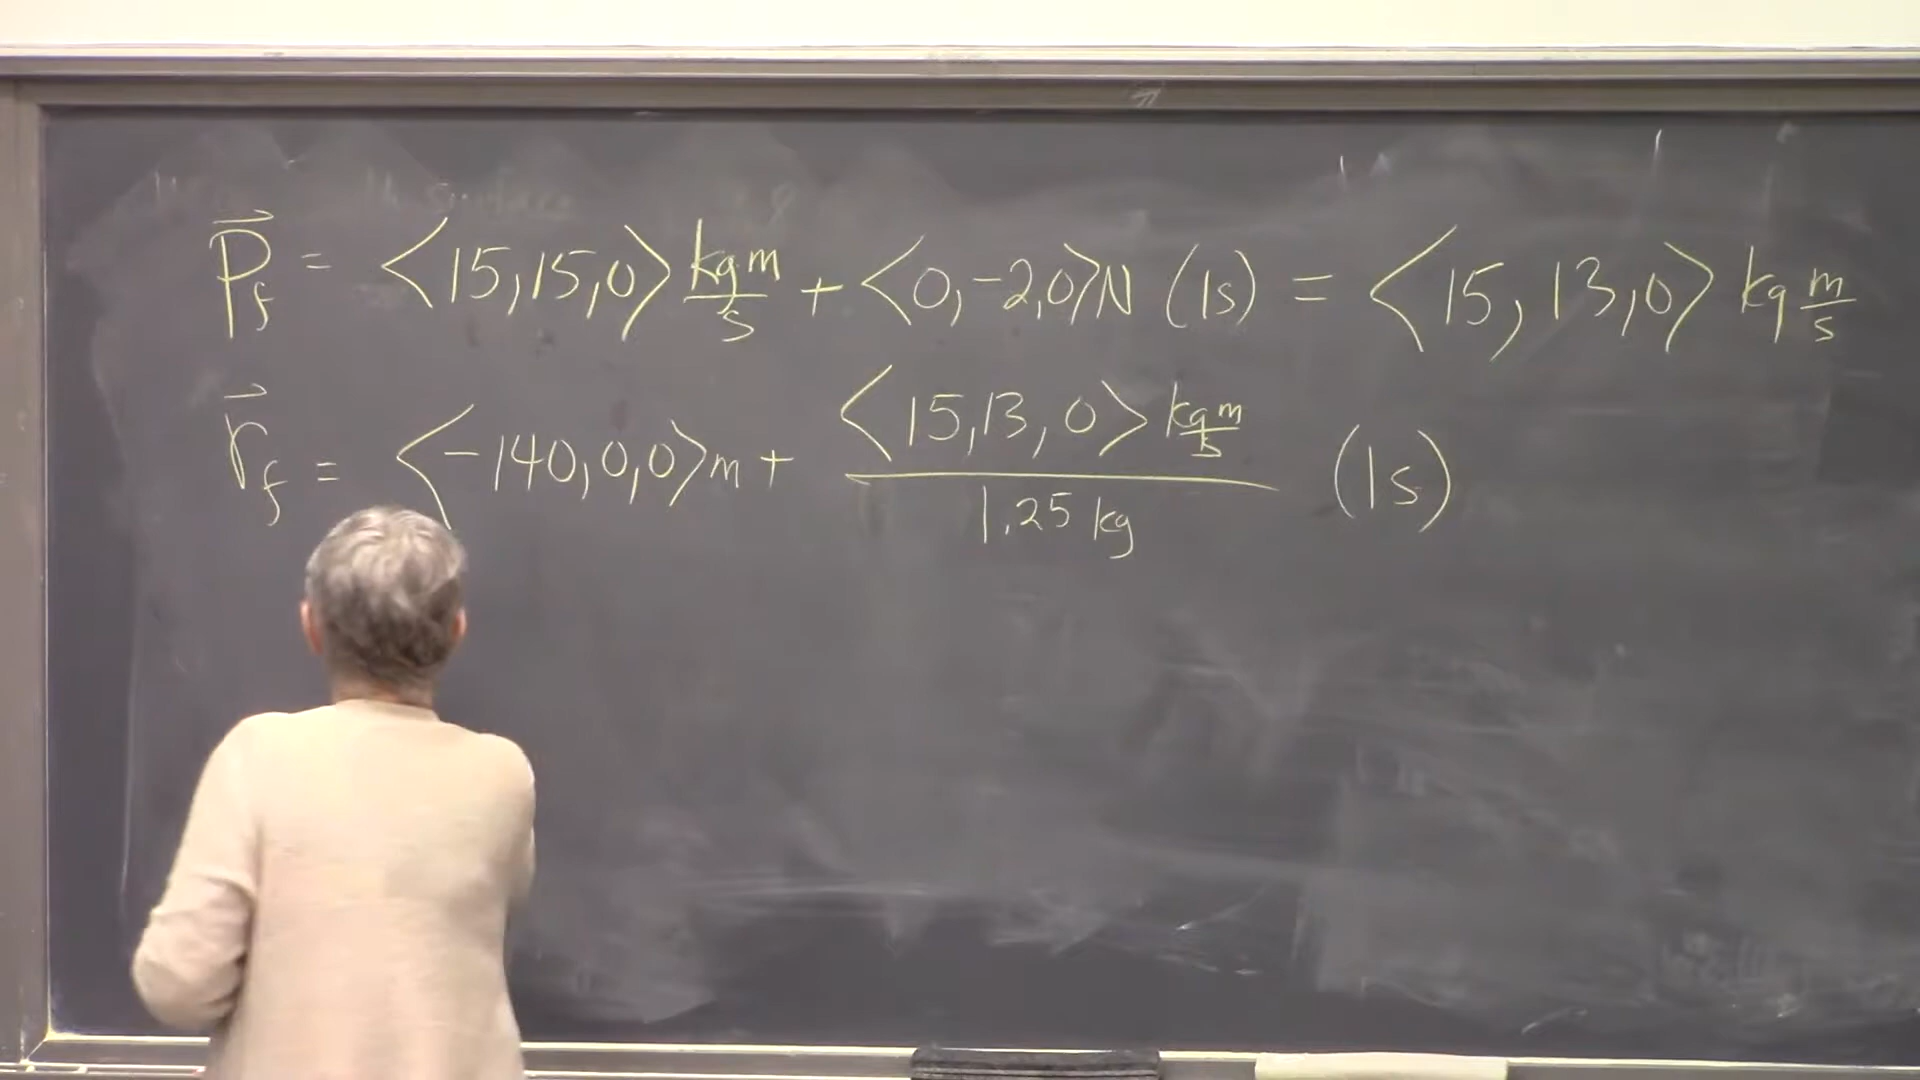 p⃗f = <15,15,0> kg m/s + <0,-2,0>N (1s) = <15, 13,0> kg m/s
r⃗f = <-140,0,0>m + <15,13,0> kg m/s / 1.25 kg (1s)